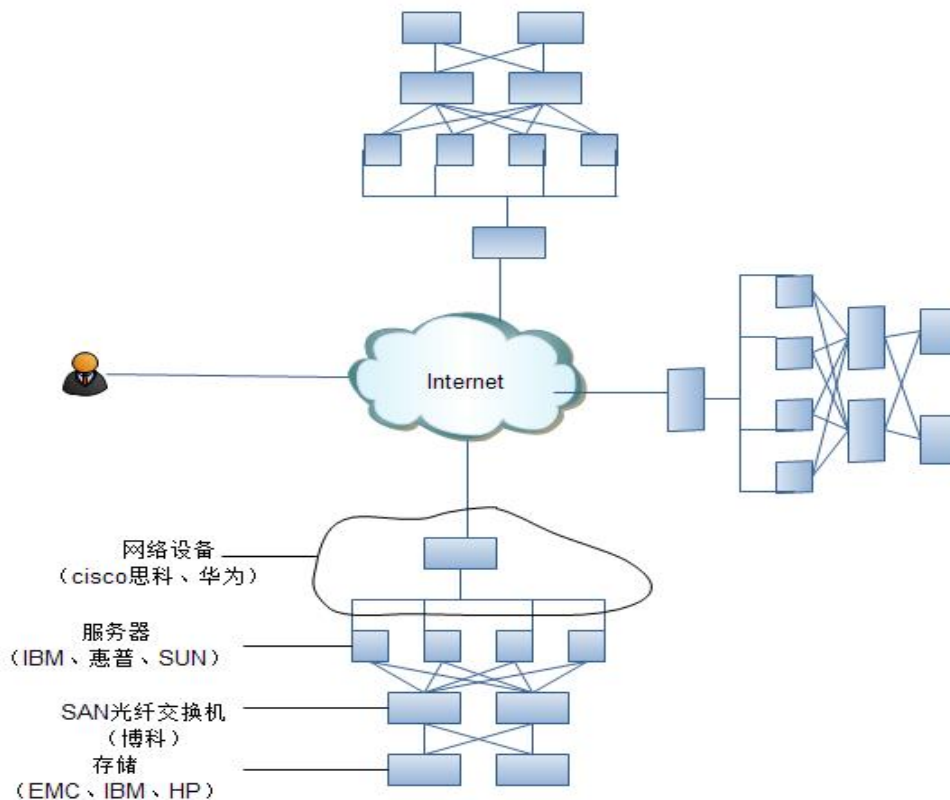 Internet
网络设备
（cisco思科、华为）
服务器
（IBM、惠普、SUN）
SAN光纤交换机
（博科）
存储
（EMC、IBM、HP）